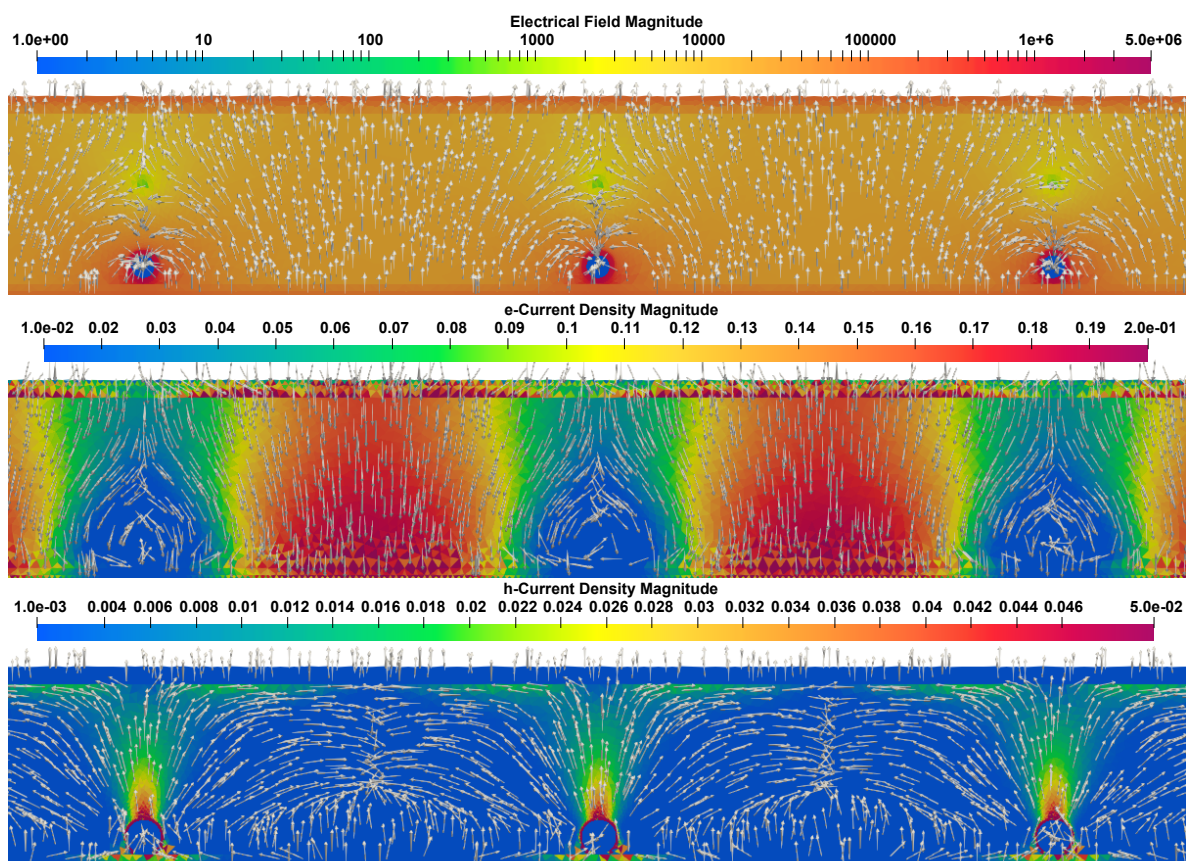 Electrical Field Magnitude
1.0e+00 10 100 1000 10000 100000 1e+6 5.0e+06
e-Current Density Magnitude
1.0e-02 0.02 0.03 0.04 0.05 0.06 0.07 0.08 0.09 0.1 0.11 0.12 0.13 0.14 0.15 0.16 0.17 0.18 0.19 2.0e-01
h-Current Density Magnitude
1.0e-03 0.004 0.006 0.008 0.01 0.012 0.014 0.016 0.018 0.02 0.022 0.024 0.026 0.028 0.03 0.032 0.034 0.036 0.038 0.04 0.042 0.044 0.046 5.0e-02